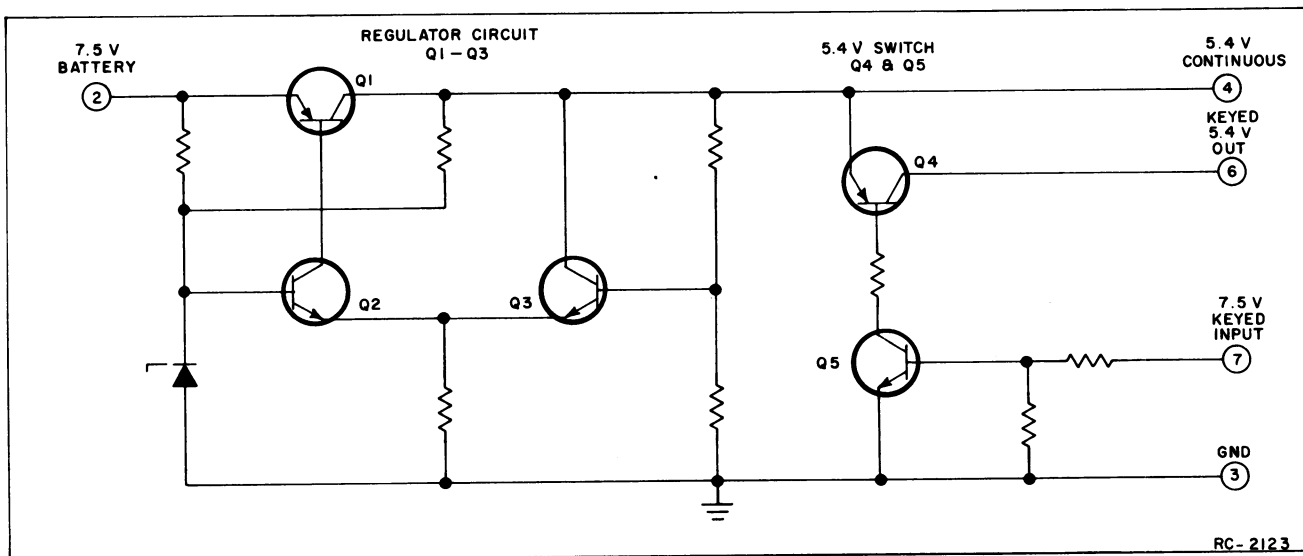 REGULATOR CIRCUIT
Q1–Q3
7.5 V
BATTERY
2
Q1
5.4 V SWITCH
Q4 & Q5
5.4 V
CONTINUOUS
4
KEYED
5.4 V
OUT
6
Q4
Q2
Q3
7.5 V
KEYED
INPUT
7
Q5
GND
3
RC-2123